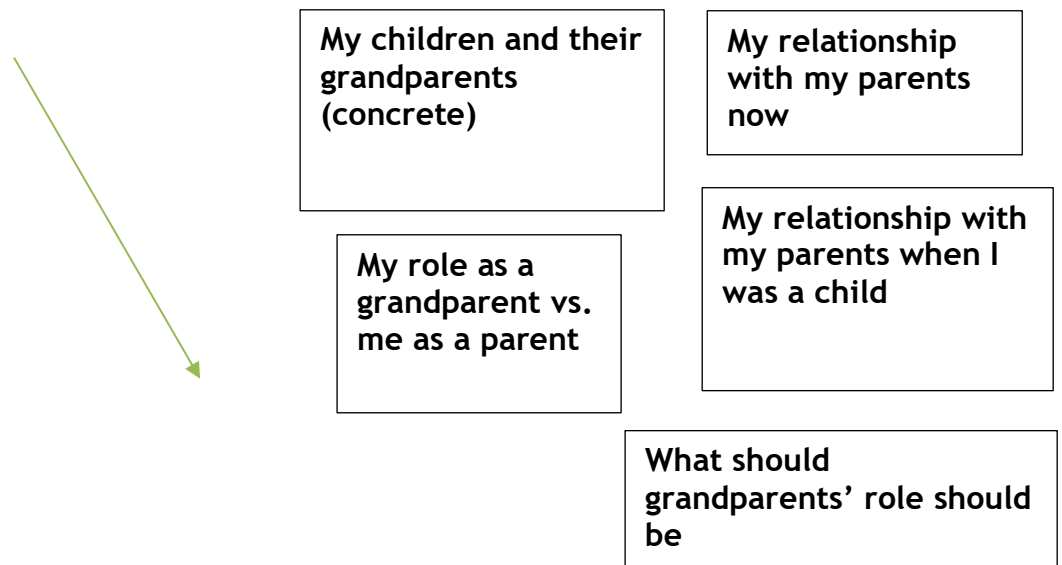 My children and their
grandparents
(concrete)
My relationship
with my parents
now
My relationship with
my parents when I
was a child
My role as a
grandparent vs.
me as a parent
What should
grandparents’ role should
be